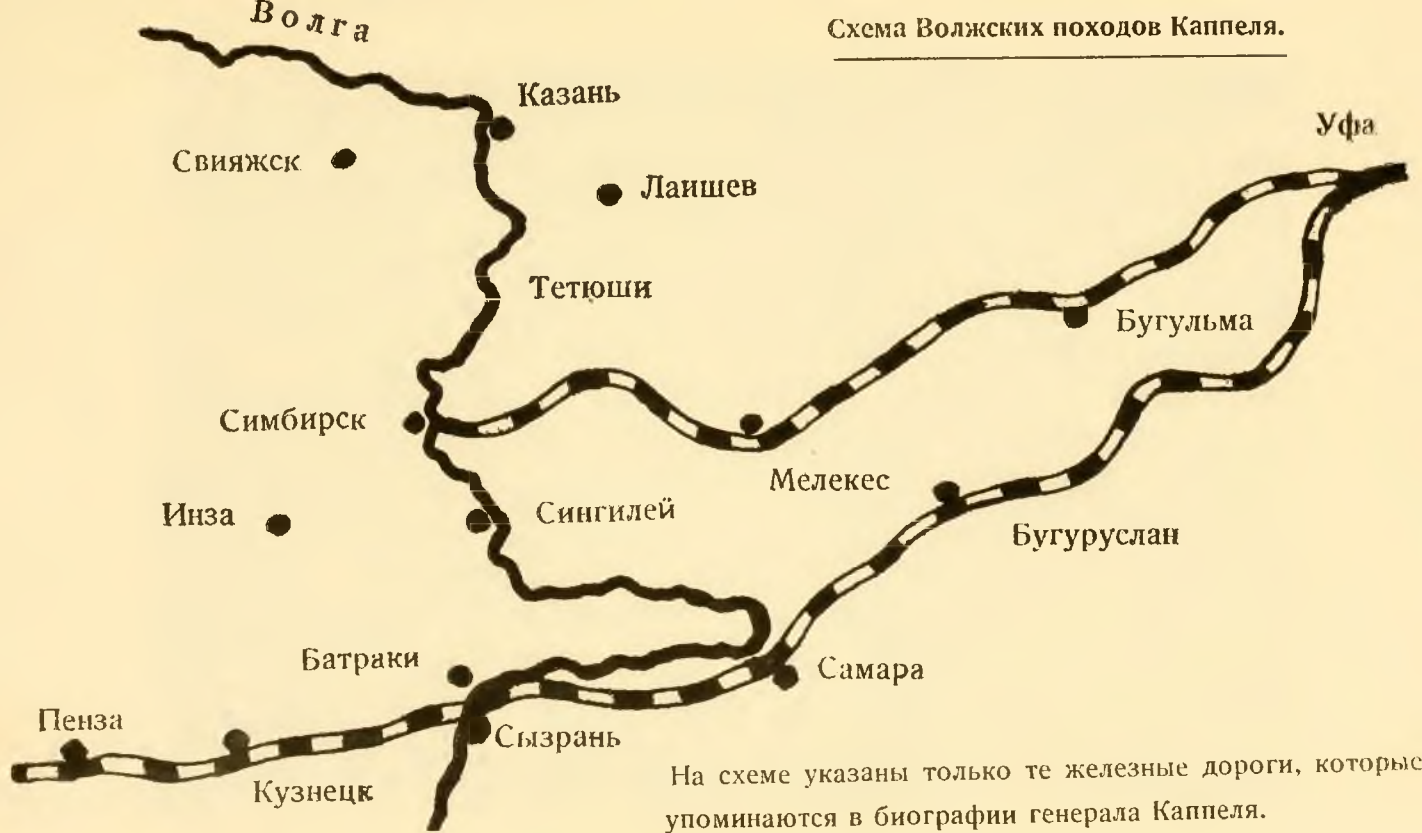 Волга
Схема Волжских походов Каппеля.
Казань
Уфа
Свияжск
Лаишев
Тетюши
Бугульма
Симбирск
Мелекес
Инза
Сингилей
Бугуруслан
Батраки
Самара
Пенза
Сызрань
Кузнецк
На схеме указаны только те железные дороги, которые
упоминаются в биографии генерала Каппеля.